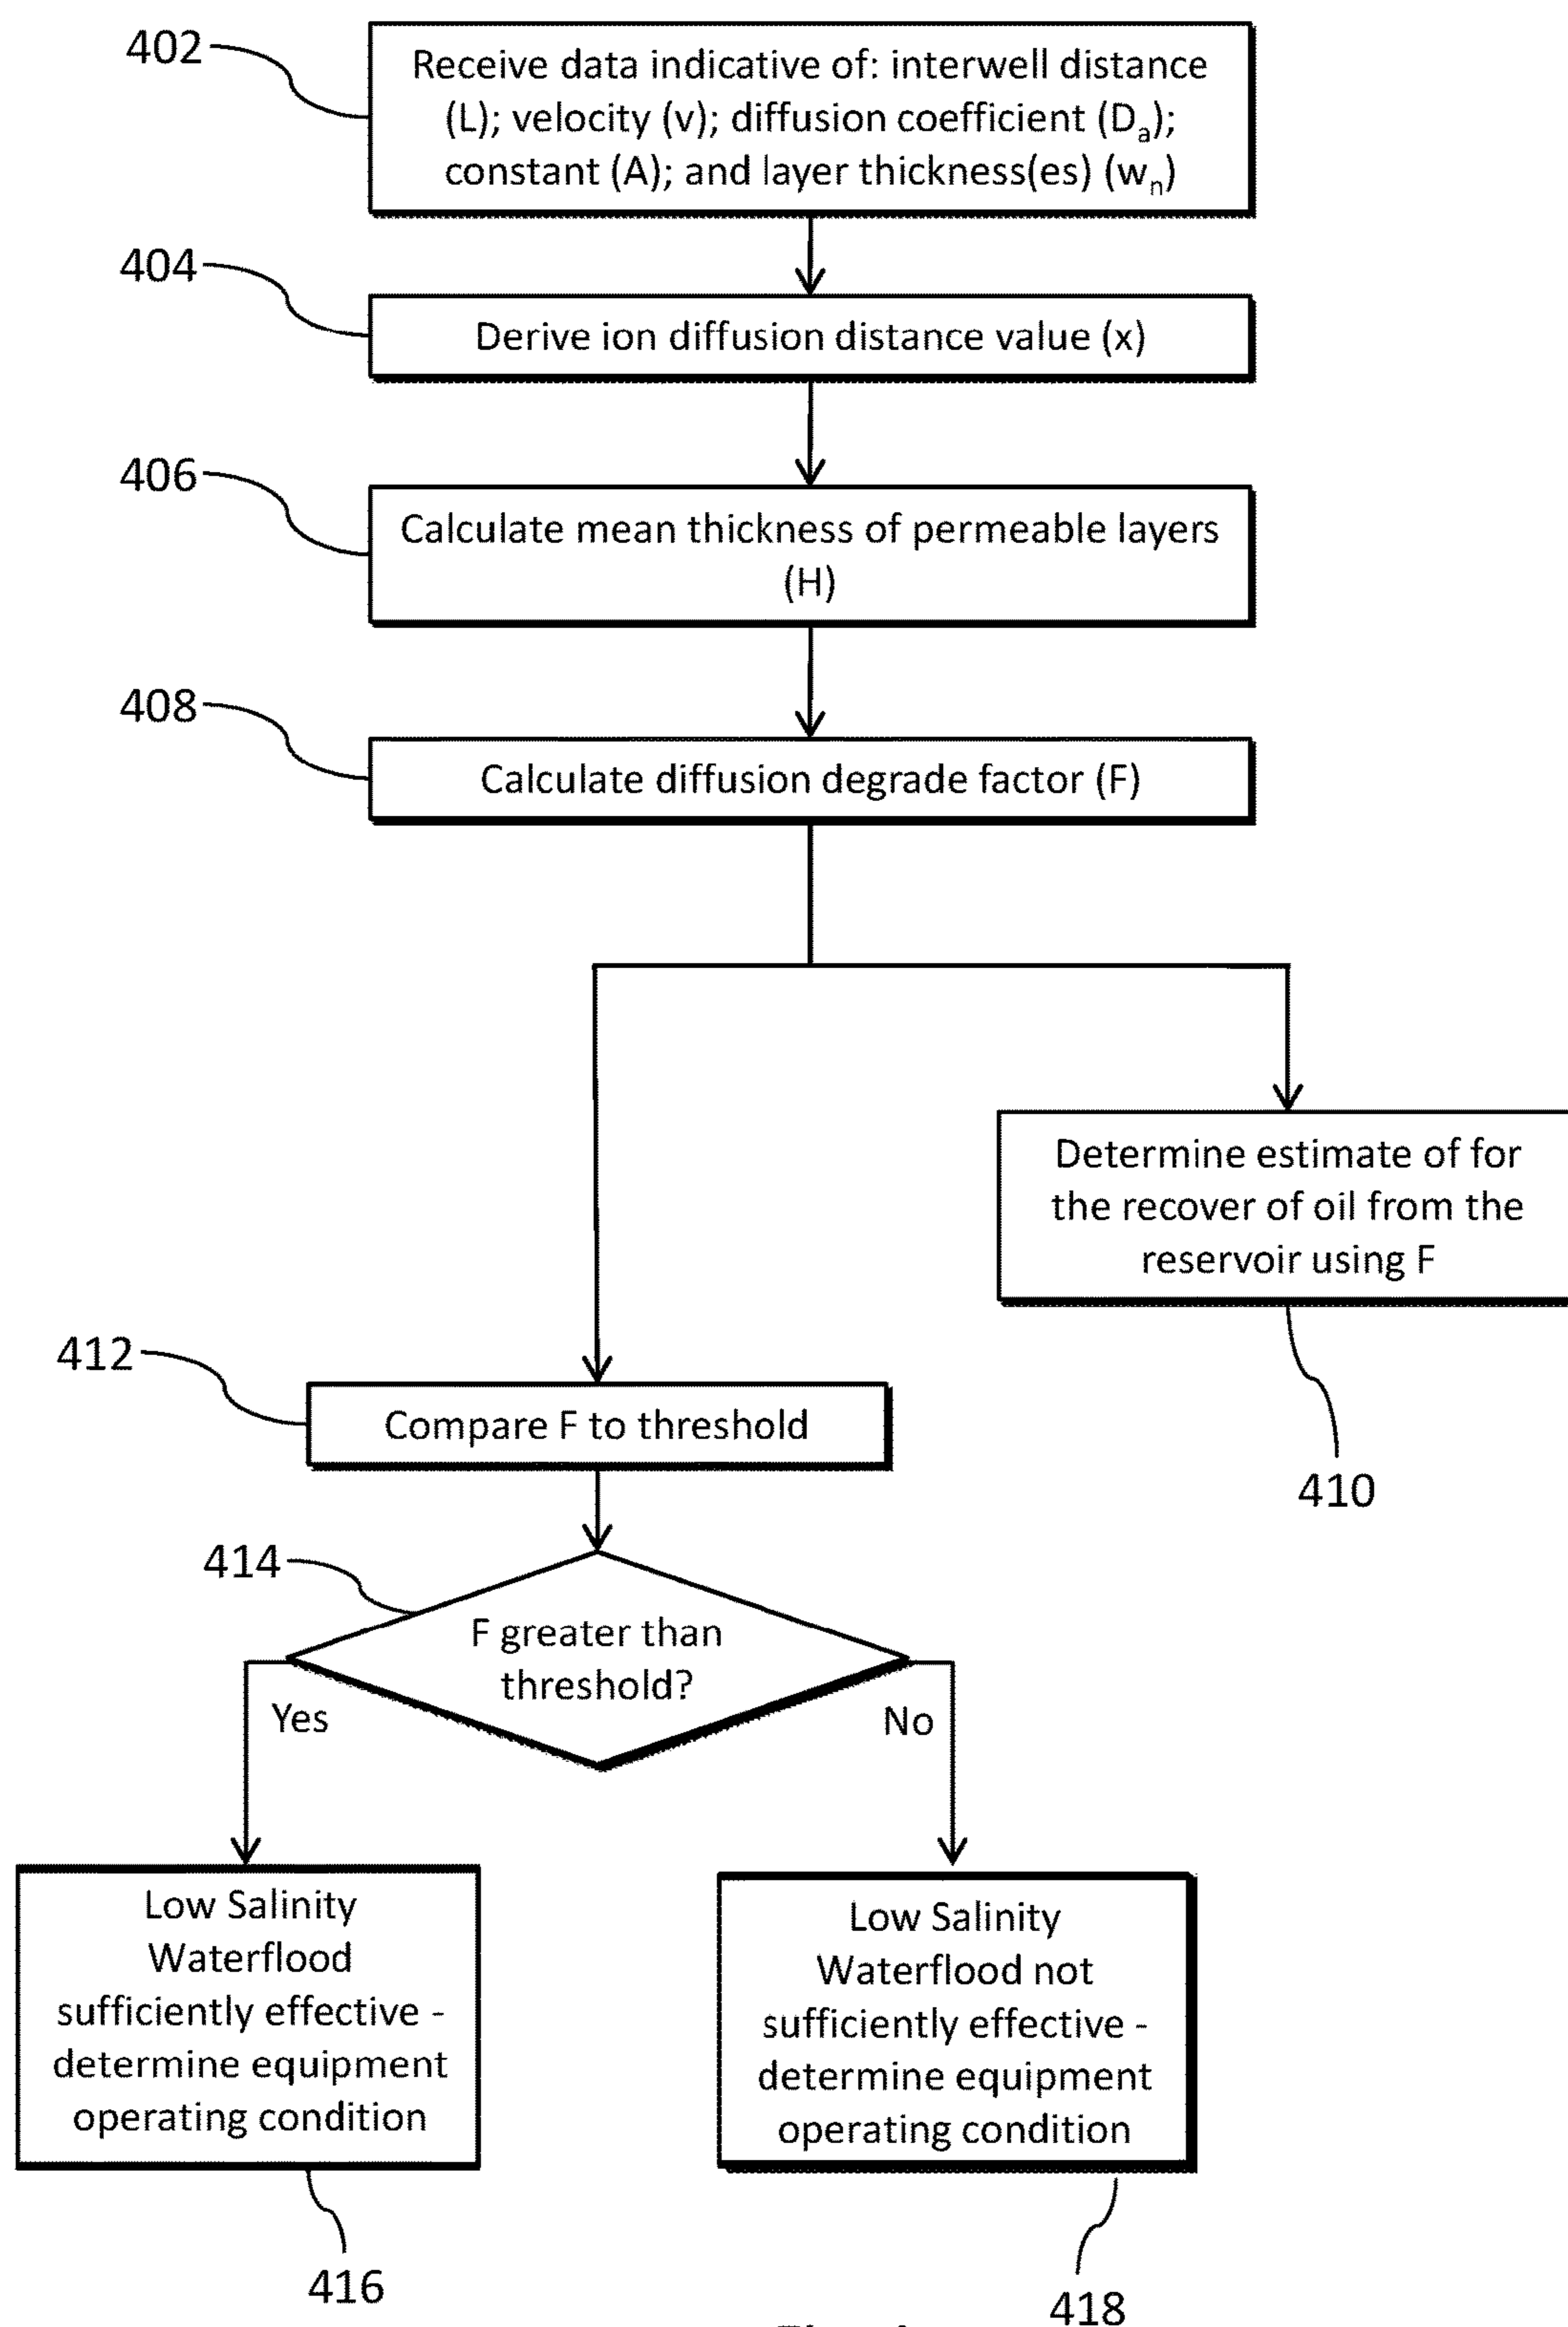 402
Receive data indicative of: interwell distance
(L); velocity (v); diffusion coefficient (Da);
constant (A); and layer thickness(es) (wn)
404
Derive ion diffusion distance value (x)
406
Calculate mean thickness of permeable layers
(H)
408
Calculate diffusion degrade factor (F)
Determine estimate of for
the recover of oil from the
reservoir using F
410
412
Compare F to threshold
414
F greater than
threshold?
Yes
No
Low Salinity
Waterflood
sufficiently effective -
determine equipment
operating condition
416
Low Salinity
Waterflood not
sufficiently effective -
determine equipment
operating condition
418